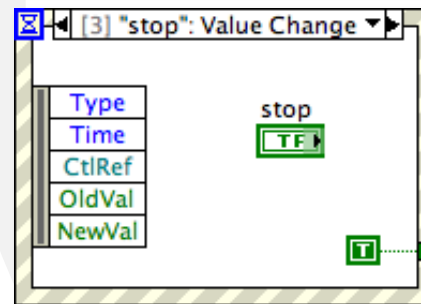 [3] "stop": Value Change
Type
Time
CtlRef
OldVal
NewVal
stop
TF
T